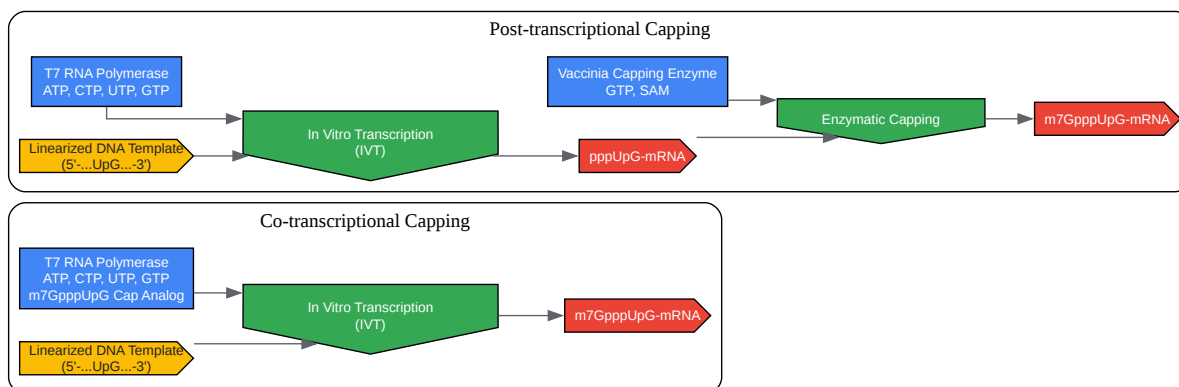 Post-transcriptional Capping
T7 RNA Polymerase
ATP, CTP, UTP, GTP
Linearized DNA Template
(5'-...UpG...-3')
In Vitro Transcription
(IVT)
pppUpG-mRNA
Vaccinia Capping Enzyme
GTP, SAM
Enzymatic Capping
m7GpppUpG-mRNA
Co-transcriptional Capping
T7 RNA Polymerase
ATP, CTP, UTP, GTP
m7GpppUpG Cap Analog
Linearized DNA Template
(5'-...UpG...-3')
In Vitro Transcription
(IVT)
m7GpppUpG-mRNA